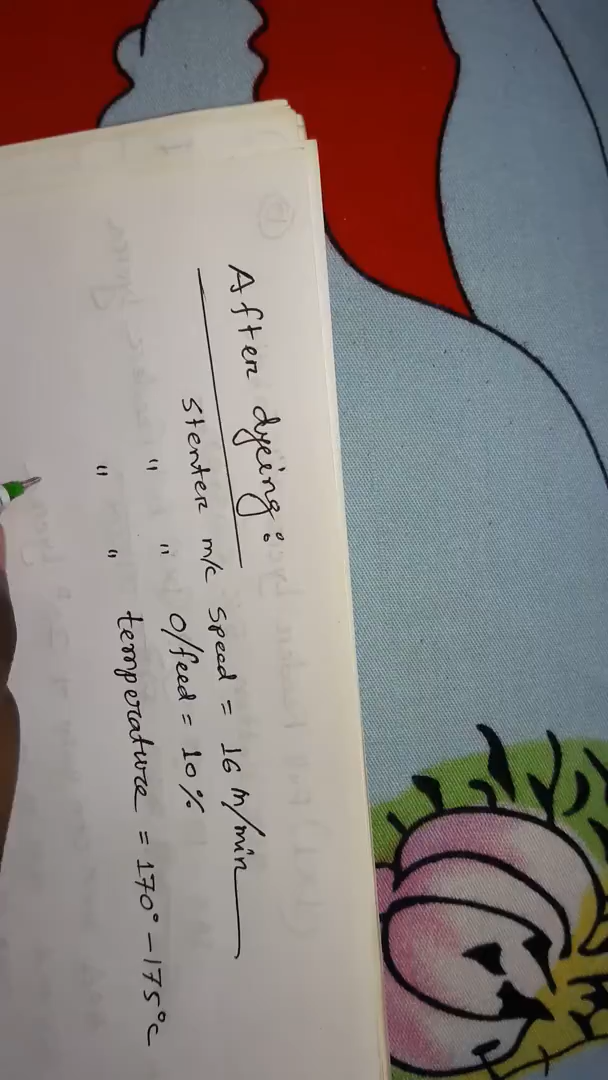 After dyeing:
Stenter m/c speed = 16 m/min
" " o/feed = 10%
" " temperature = 170° - 175°c